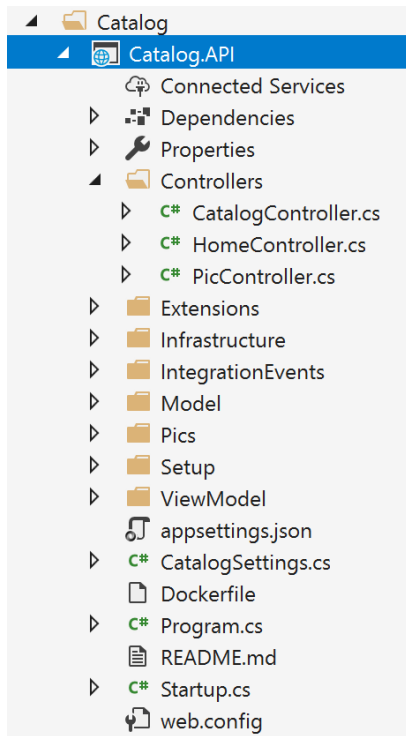 Catalog
Catalog.API
Connected Services
Dependencies
Properties
Controllers
C# CatalogController.cs
C# HomeController.cs
C# PicController.cs
Extensions
Infrastructure
IntegrationEvents
Model
Pics
Setup
ViewModel
appsettings.json
C# CatalogSettings.cs
Dockerfile
C# Program.cs
README.md
C# Startup.cs
web.config